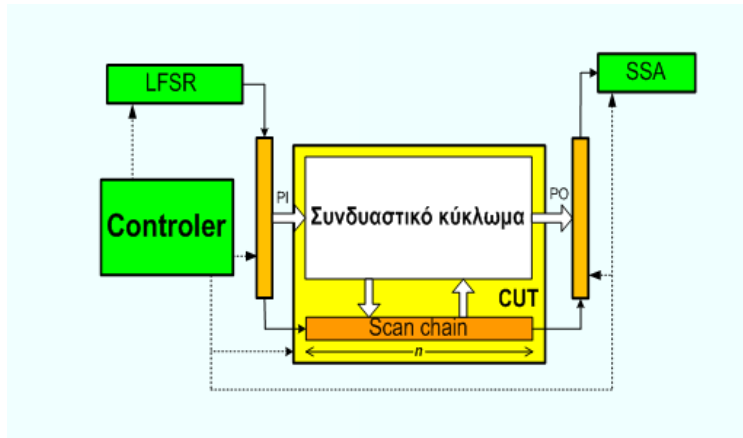 LFSR
SSA
PI
Συνδυαστικό κύκλωμα
PO
Controler
CUT
Scan chain
n